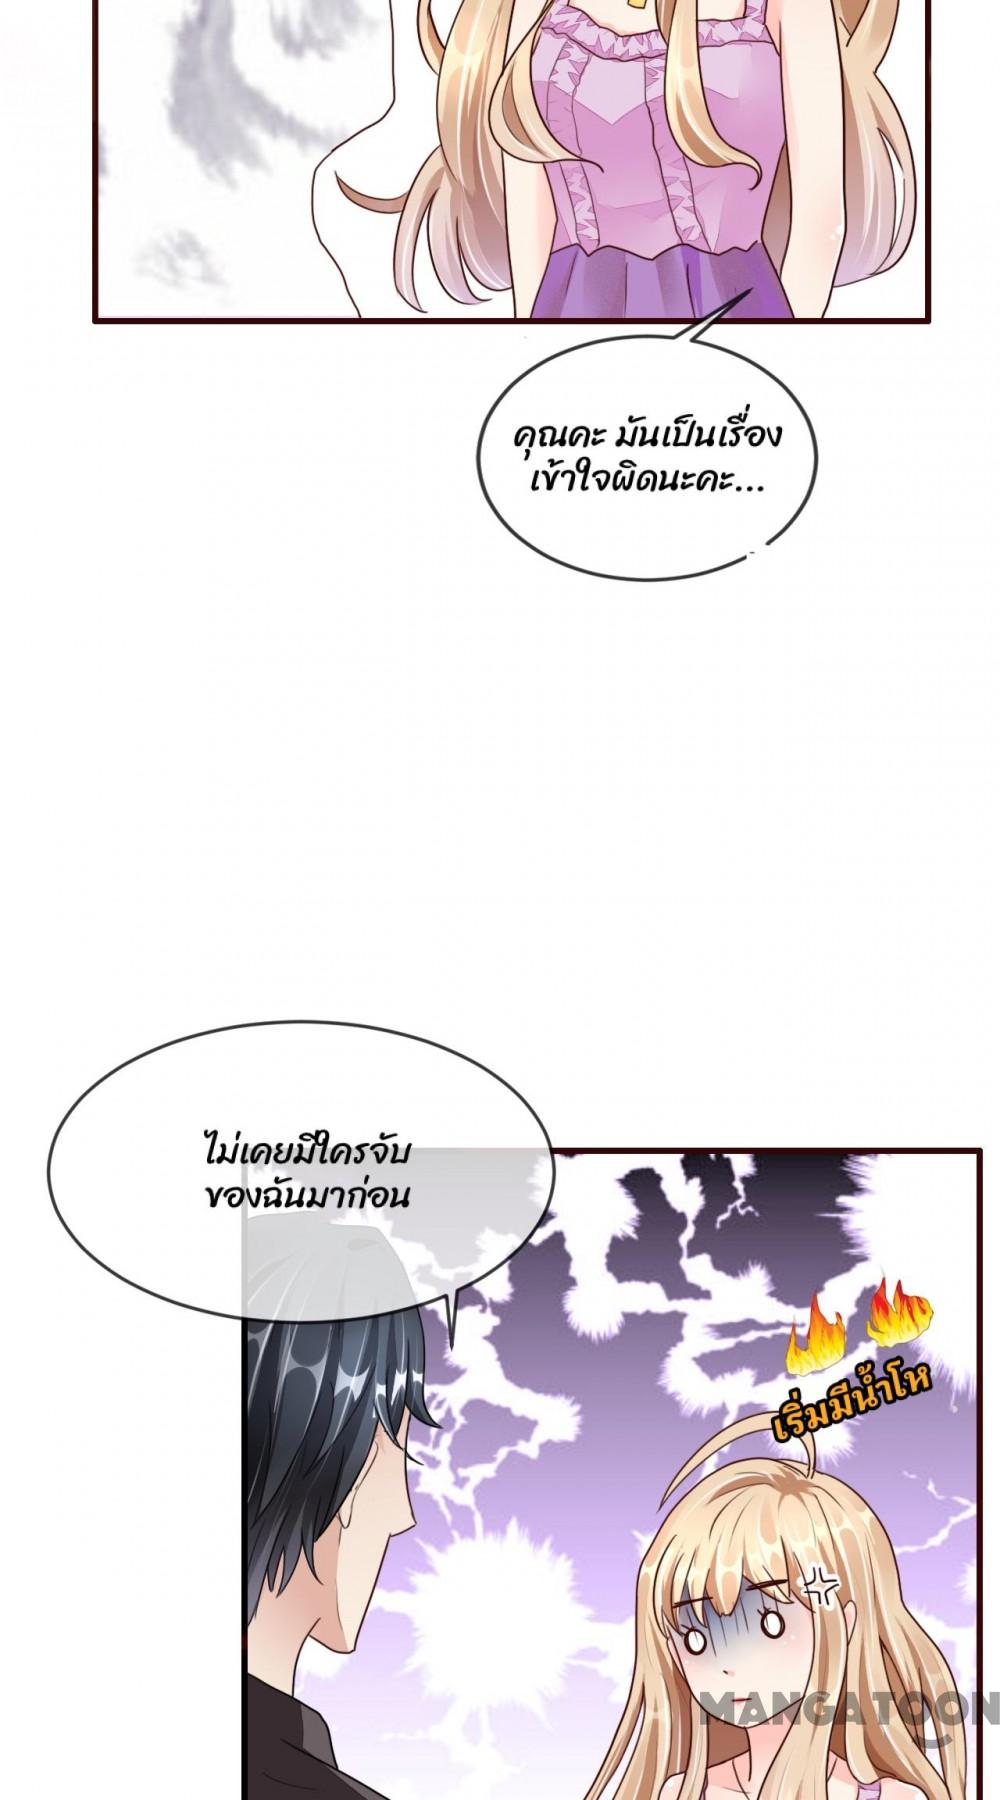 คุณคะ มันเป็นเรื่อง
เข้าใจผิดนะคะ...
ไม่เคยมีใครจับ
ของฉันมาก่อน
เริ่มมีน้ำโห
MANGATOON